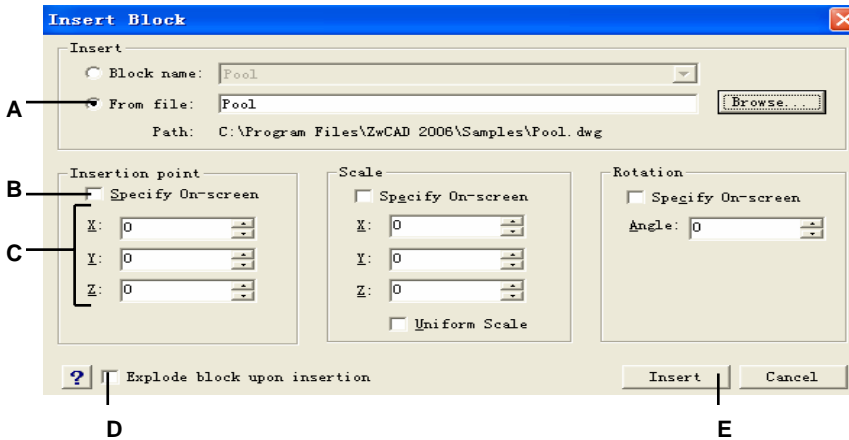 Insert Block
Insert
Block name: Pool
A
From file: Pool Browse...
Path: C:\Program Files\ZwCAD 2006\Samples\Pool.dwg
Insertion point Scale Rotation
B
Specify On-screen Specify On-screen Specify On-screen
X: 0 X: 0 Angle: 0
C
Y: 0 Y: 0
Z: 0 Z: 0
Uniform Scale
? Explode block upon insertion Insert Cancel
D E